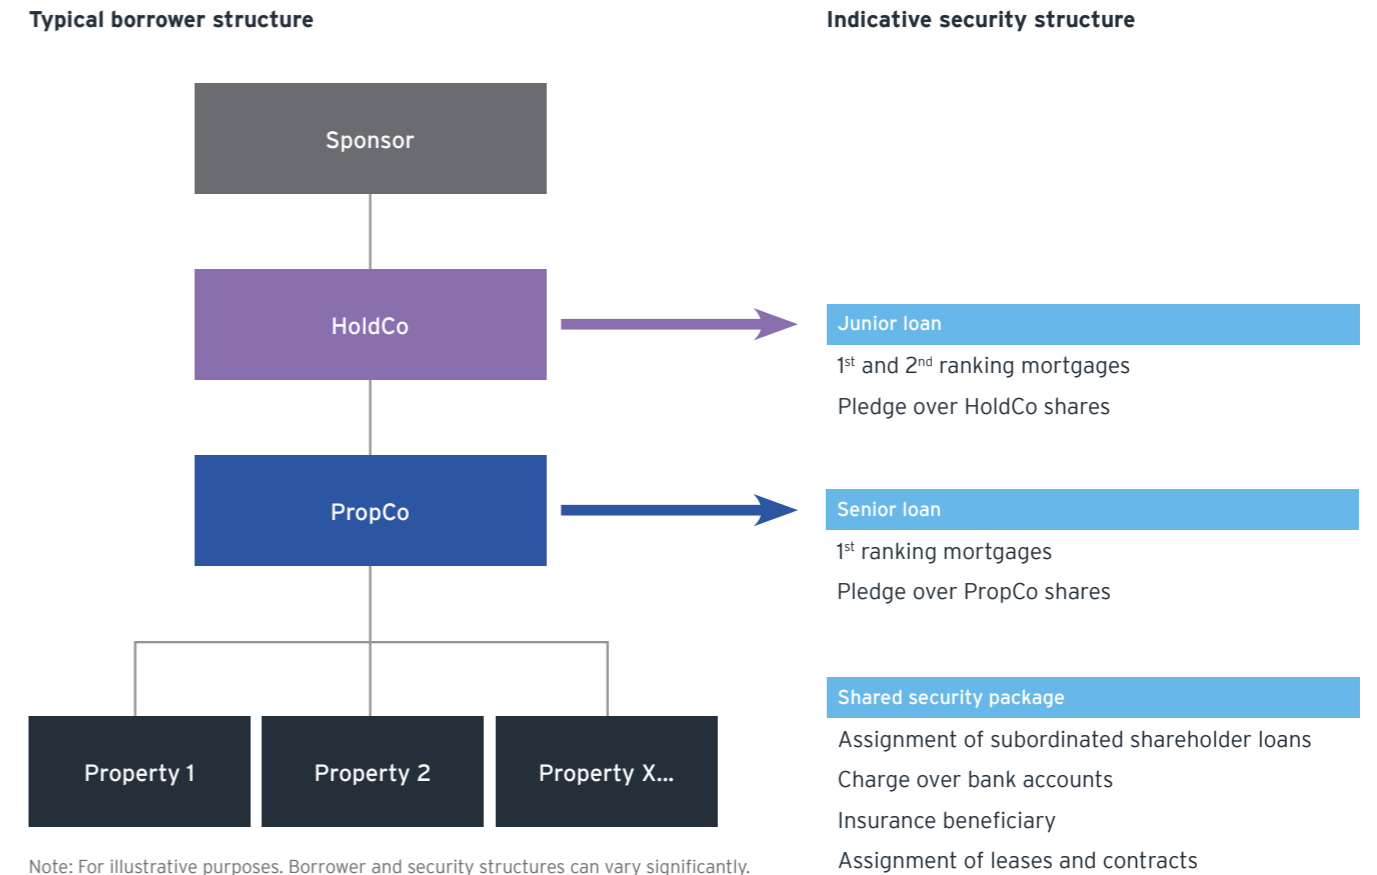 Typical borrower structure
Indicative security structure
Sponsor
HoldCo
Junior loan
1st and 2nd ranking mortgages
Pledge over HoldCo shares
PropCo
Senior loan
1st ranking mortgages
Pledge over PropCo shares
Property 1
Property 2
Property X...
Shared security package
Assignment of subordinated shareholder loans
Charge over bank accounts
Insurance beneficiary
Assignment of leases and contracts
Note: For illustrative purposes. Borrower and security structures can vary significantly.